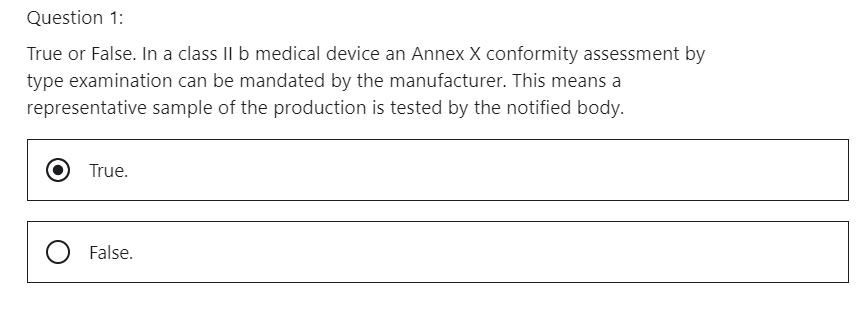 Question 1:
True or False. In a class II b medical device an Annex X conformity assessment by
type examination can be mandated by the manufacturer. This means a
representative sample of the production is tested by the notified body.
True.
False.